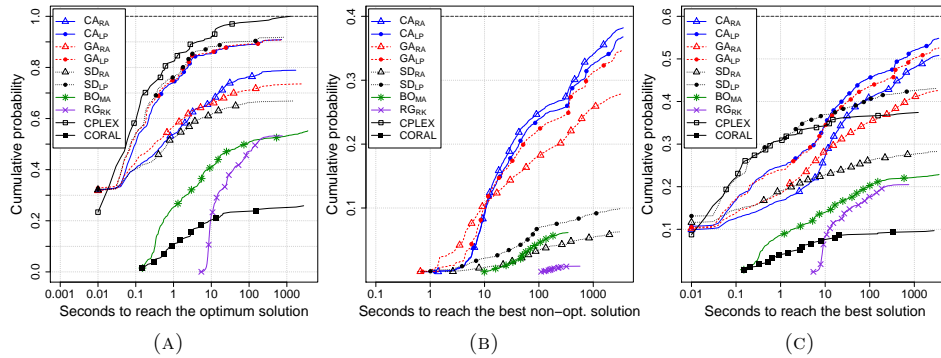 Cumulative probability
1.0
0.9
0.8
0.6
0.4
0.2
0.0
CA_RA
CA_LP
GA_RA
GA_LP
SD_RA
SD_LP
BO_MA
RG_RK
CPLEX
CORAL
0.001 0.01 0.1 1 10 100 1000
Seconds to reach the optimum solution
(A)
Cumulative probability
0.4
0.3
0.2
0.1
CA_RA
CA_LP
GA_RA
GA_LP
SD_RA
SD_LP
BO_MA
RG_RK
CPLEX
CORAL
0.1 1 10 100 1000
Seconds to reach the best non-opt. solution
(B)
Cumulative probability
0.6
0.5
0.4
0.3
0.2
0.1
CA_RA
CA_LP
GA_RA
GA_LP
SD_RA
SD_LP
BO_MA
RG_RK
CPLEX
CORAL
0.01 0.1 1 10 100 1000
Seconds to reach the best solution
(C)